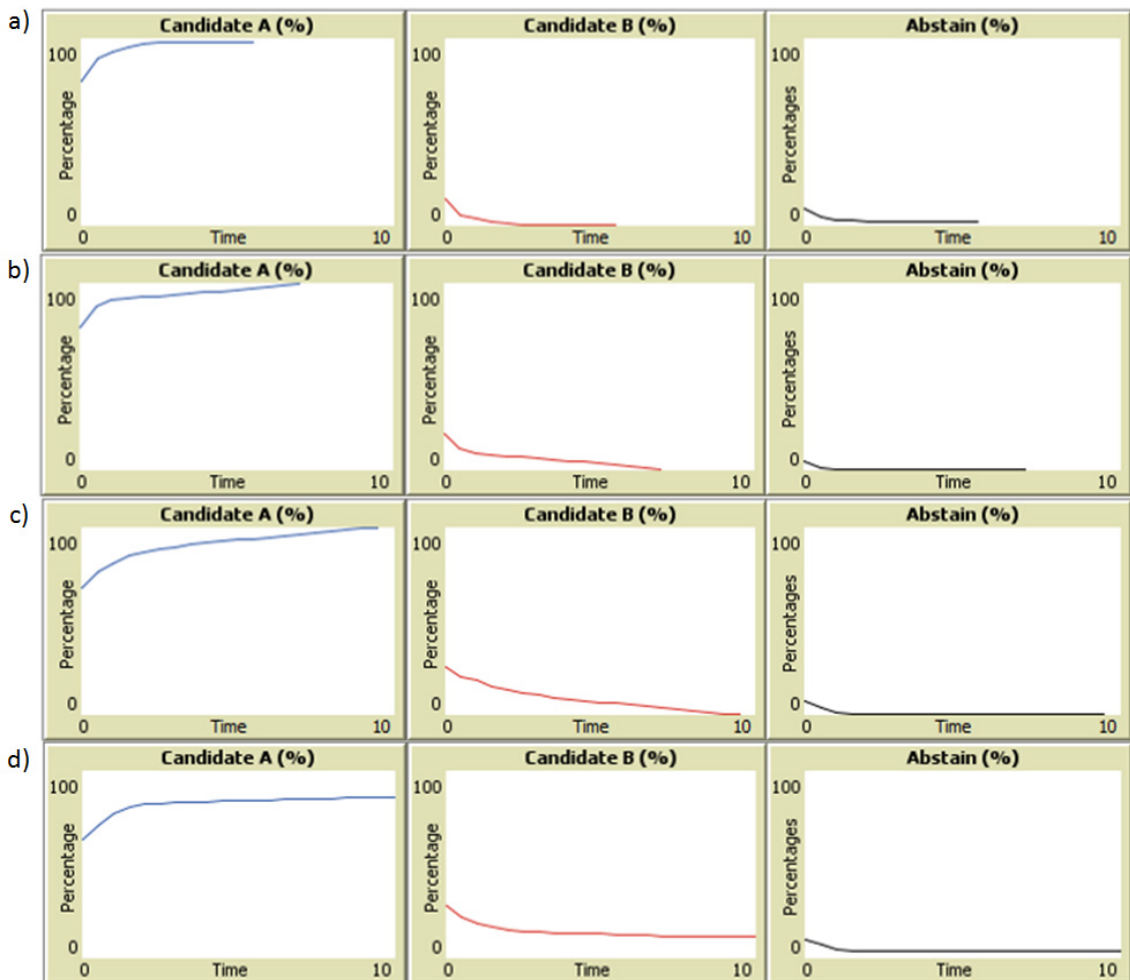 a)
Candidate A (%)
100
Percentage
0
0 Time 10
Candidate B (%)
100
Percentage
0
0 Time 10
Abstain (%)
100
Percentages
0
0 Time 10
b)
Candidate A (%)
100
Percentage
0
0 Time 10
Candidate B (%)
100
Percentage
0
0 Time 10
Abstain (%)
100
Percentages
0
0 Time 10
c)
Candidate A (%)
100
Percentage
0
0 Time 10
Candidate B (%)
100
Percentage
0
0 Time 10
Abstain (%)
100
Percentages
0
0 Time 10
d)
Candidate A (%)
100
Percentage
0
0 Time 10
Candidate B (%)
100
Percentage
0
0 Time 10
Abstain (%)
100
Percentages
0
0 Time 10